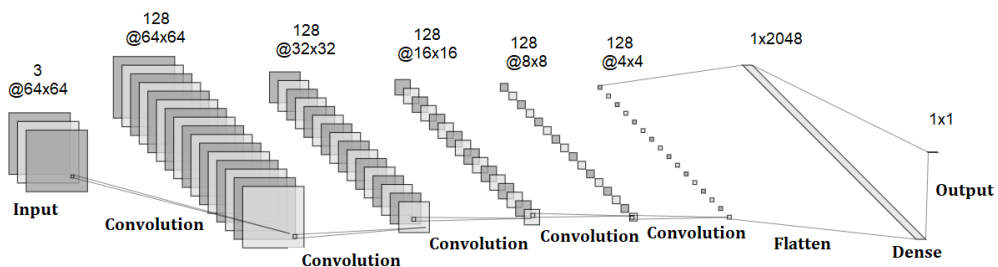 3
@64x64
128
@64x64
128
@32x32
128
@16x16
128
@8x8
128
@4x4
1x2048
1x1
Input
Convolution
Convolution
Convolution
Convolution
Convolution
Flatten
Dense
Output